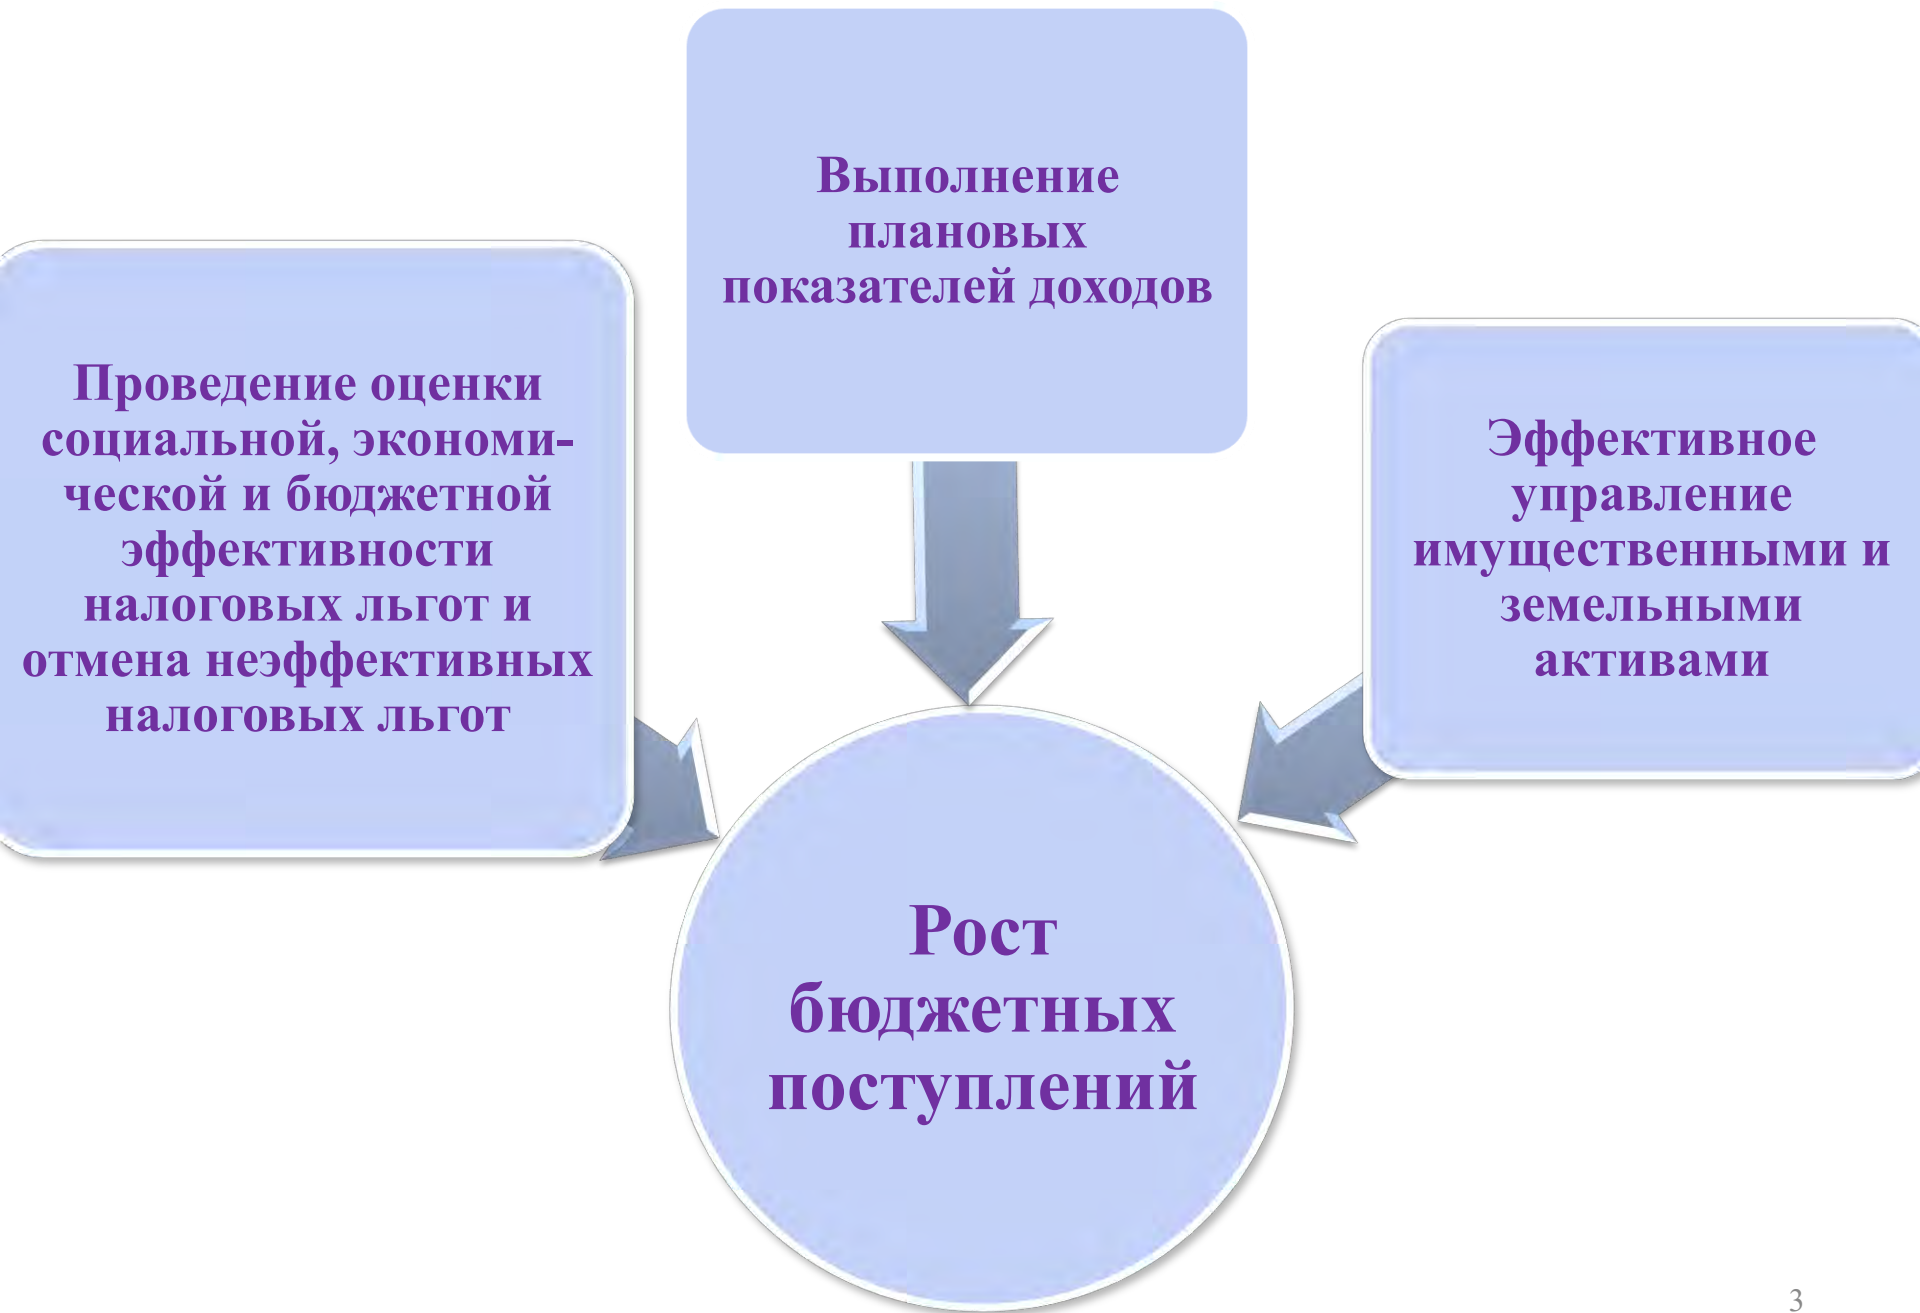 Выполнение
плановых
показателей доходов
Проведение оценки
социальной, экономи-
ческой и бюджетной
эффективности
налоговых льгот и
отмена неэффективных
налоговых льгот
Эффективное
управление
имущественными и
земельными
активами
Рост
бюджетных
поступлений
3